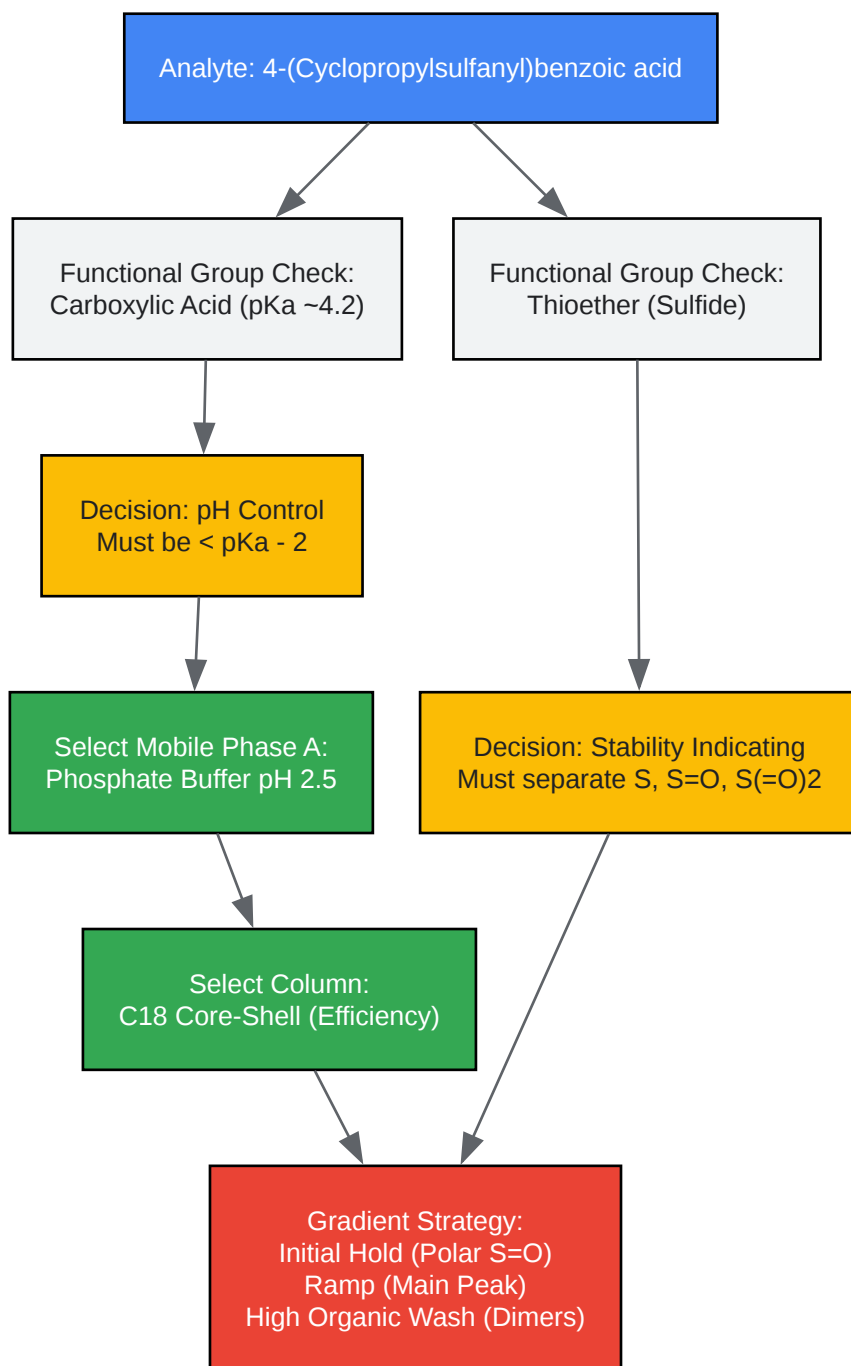 Analyte: 4-(Cyclopropylsulfanyl)benzoic acid
Functional Group Check:
Carboxylic Acid (pKa ~4.2)
Functional Group Check:
Thioether (Sulfide)
Decision: pH Control
Must be < pKa - 2
Select Mobile Phase A:
Phosphate Buffer pH 2.5
Decision: Stability Indicating
Must separate S, S=O, S(=O)2
Select Column:
C18 Core-Shell (Efficiency)
Gradient Strategy:
Initial Hold (Polar S=O)
Ramp (Main Peak)
High Organic Wash (Dimers)